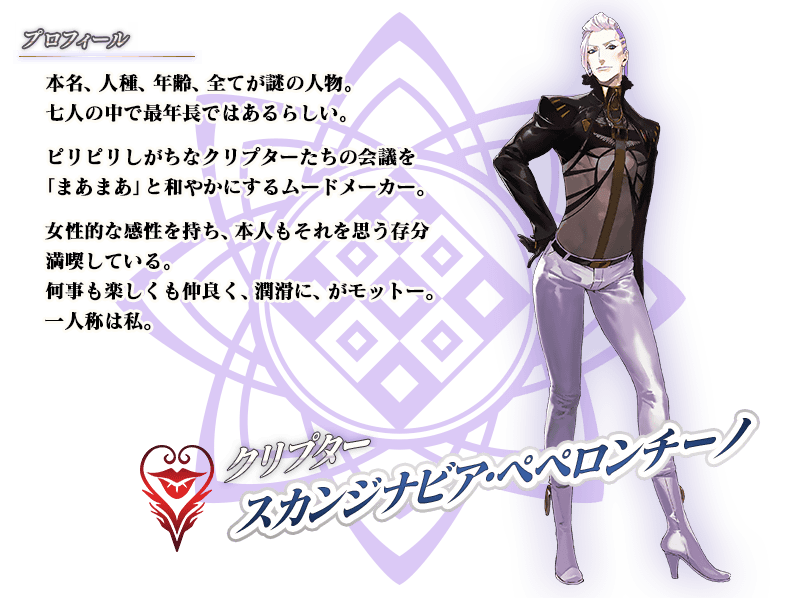 プロフィール
本名、人種、年齢、全てが謎の人物。
七人の中で最年長ではあるらしい。
ピリピリしがちなクリプターたちの会議を
「まあまあ」と和やかにするムードメーカー。
女性的な感性を持ち、本人もそれを思う存分
満喫している。
何事も楽しくも仲良く、潤滑に、がモットー。
一人称は私。
クリプター
スカンジナビア・ペペロンチーノ